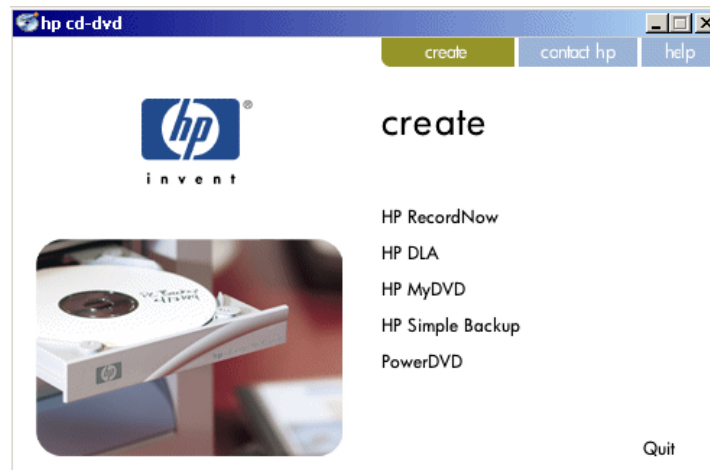 hp cd-dvd
create contact hp help
hp®
invent
create
HP RecordNow
HP DLA
HP MyDVD
HP Simple Backup
PowerDVD
hp
Quit